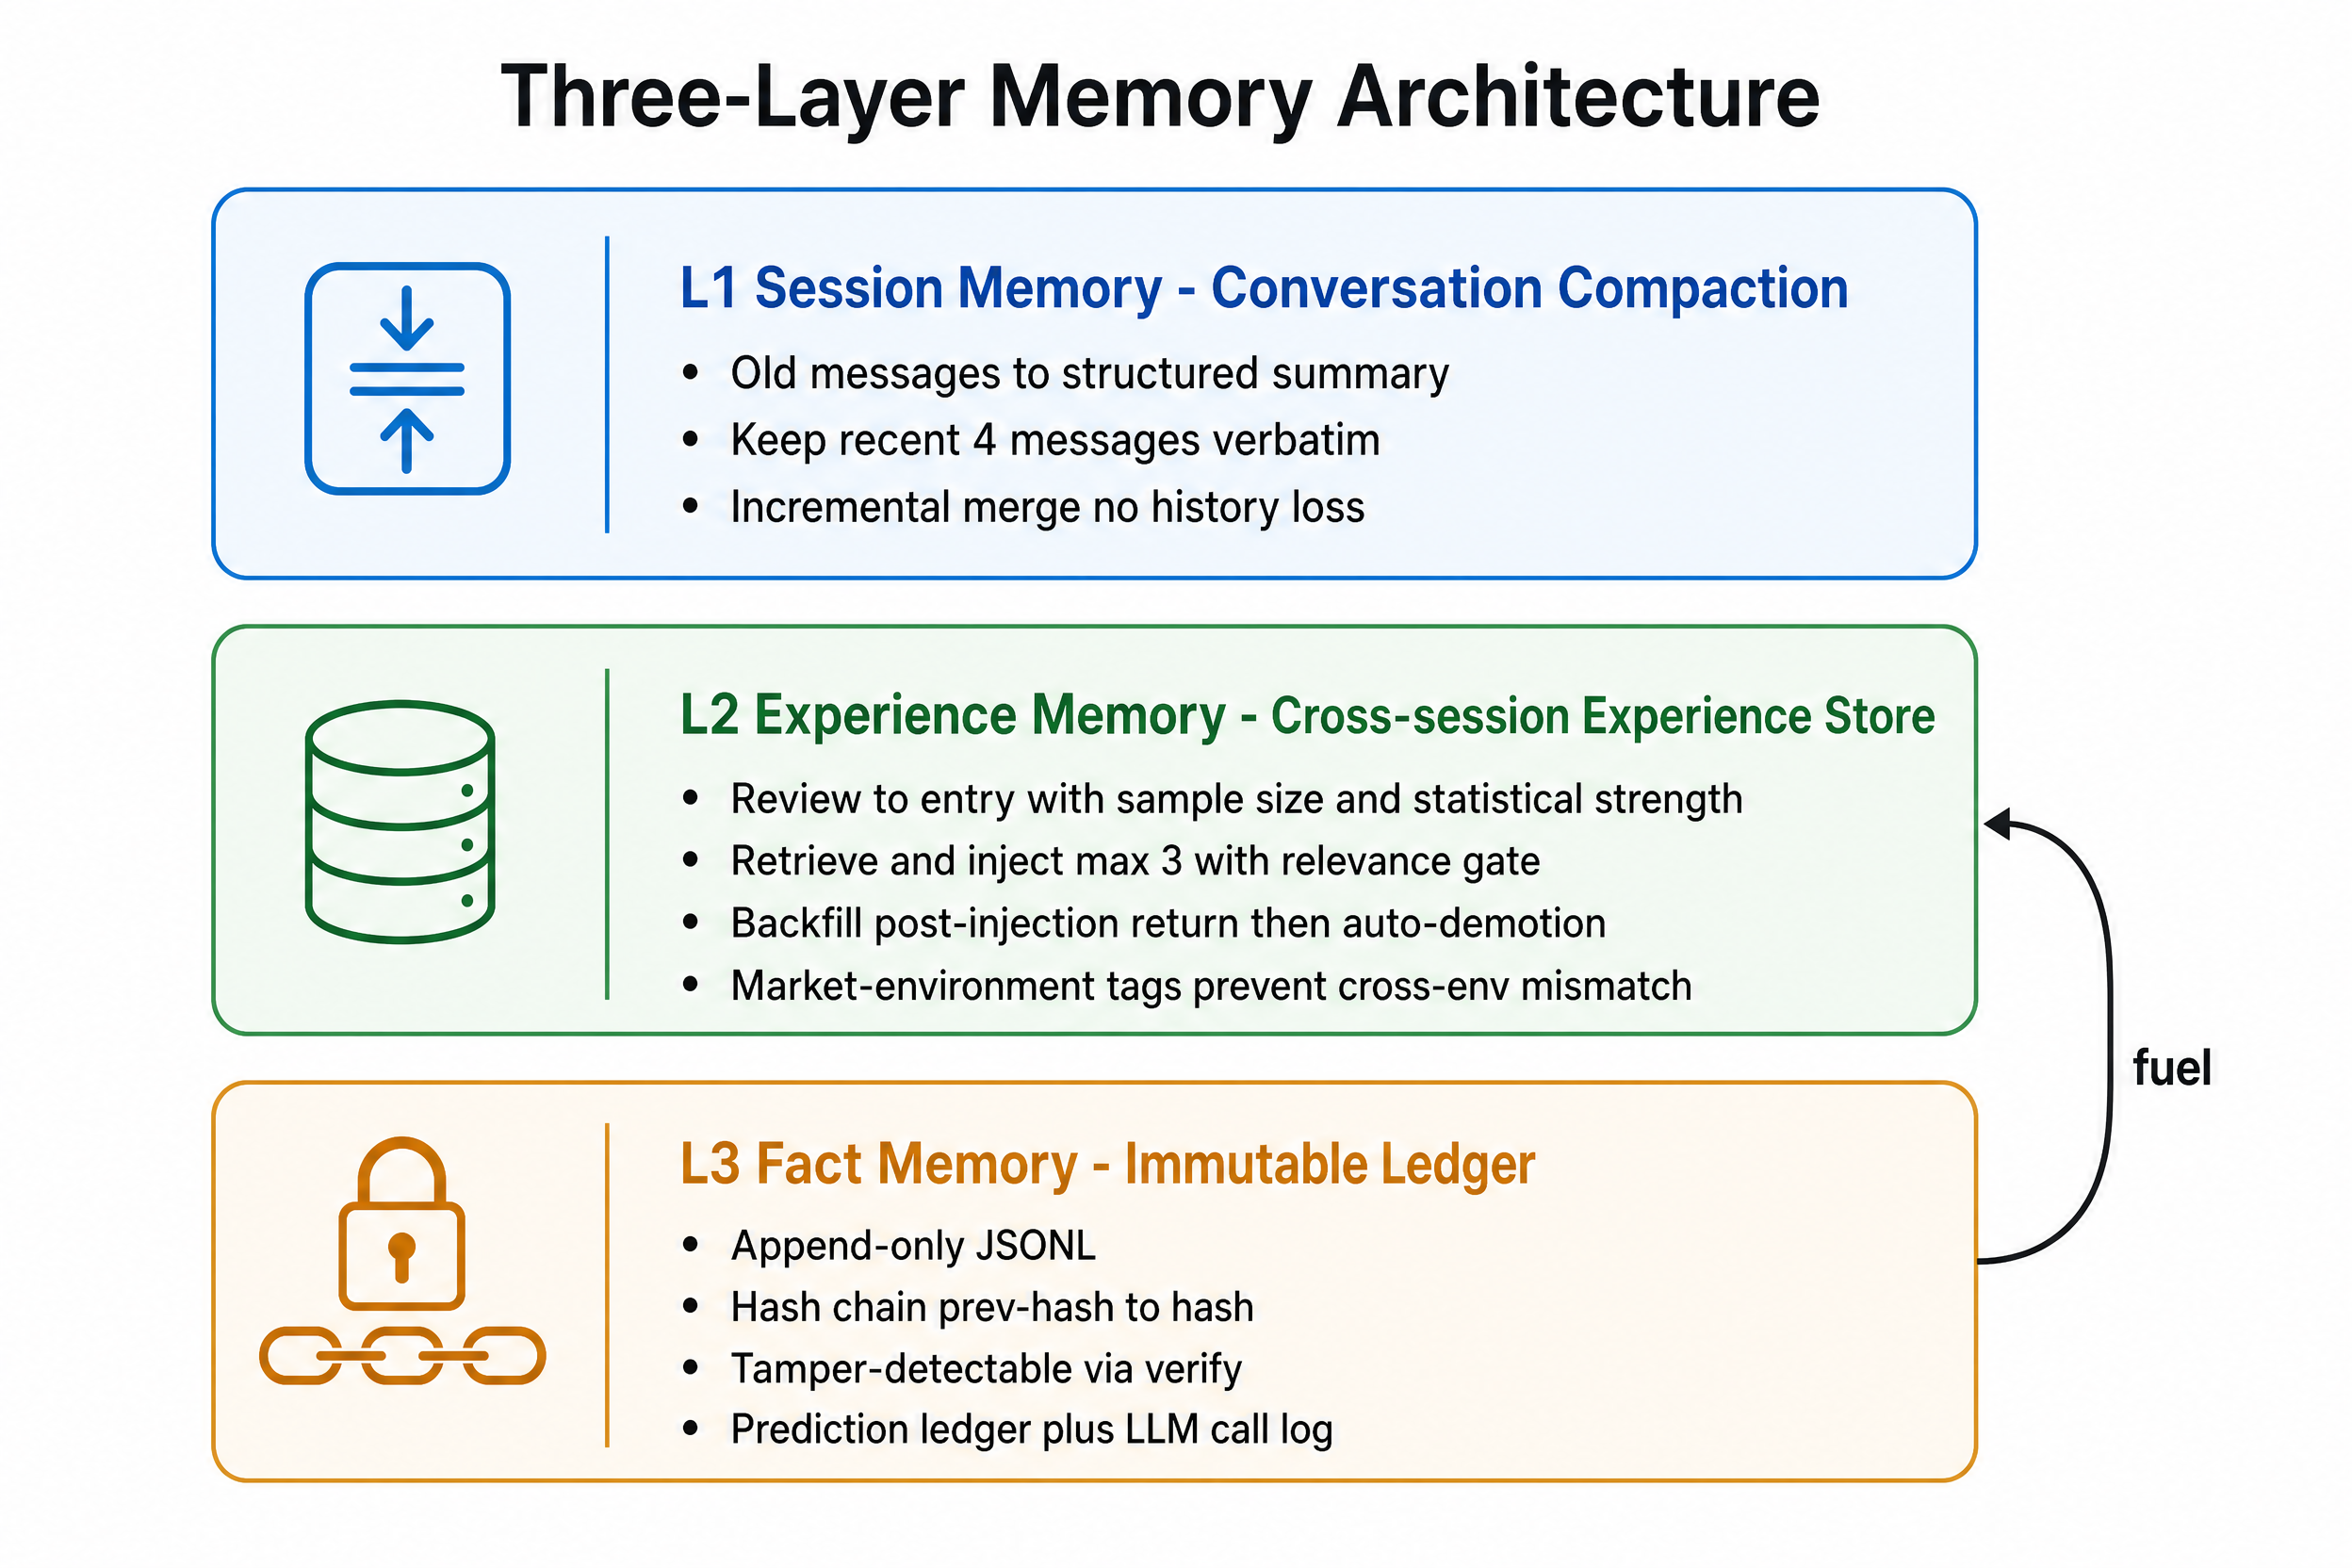 Three-Layer Memory Architecture
L1 Session Memory - Conversation Compaction
• Old messages to structured summary
• Keep recent 4 messages verbatim
• Incremental merge no history loss
L2 Experience Memory - Cross-session Experience Store
• Review to entry with sample size and statistical strength
• Retrieve and inject max 3 with relevance gate
• Backfill post-injection return then auto-demotion
• Market-environment tags prevent cross-env mismatch
fuel
L3 Fact Memory - Immutable Ledger
• Append-only JSONL
• Hash chain prev-hash to hash
• Tamper-detectable via verify
• Prediction ledger plus LLM call log